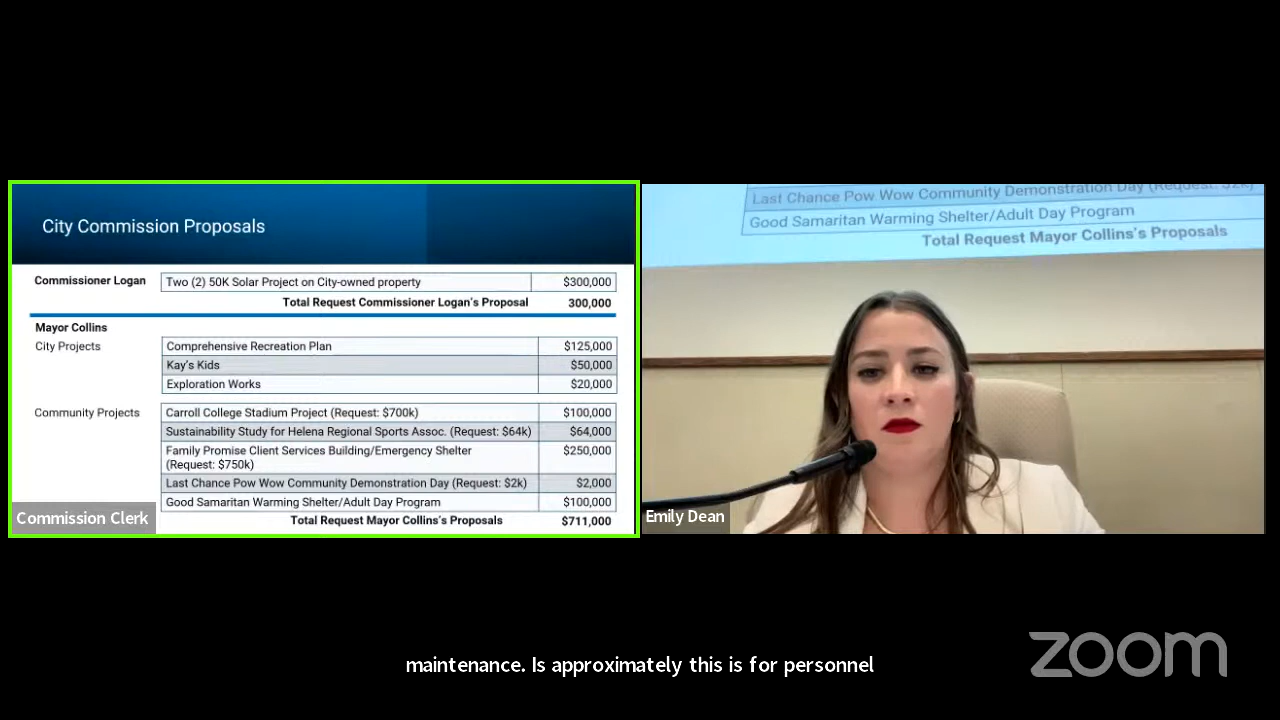 City Commission Proposals
Commissioner Logan
Two (2) 50K Solar Project on City-owned property $300,000
Total Request Commissioner Logan's Proposal 300,000
Mayor Collins
City Projects
Comprehensive Recreation Plan $125,000
Kay's Kids $50,000
Exploration Works $20,000
Community Projects
Carroll College Stadium Project (Request: $700k) $100,000
Sustainability Study for Helena Regional Sports Assoc. (Request: $64k) $64,000
Family Promise Client Services Building/Emergency Shelter
(Request: $750k) $250,000
Last Chance Pow Wow Community Demonstration Day (Request: $2k) $2,000
Good Samaritan Warming Shelter/Adult Day Program $100,000
Total Request Mayor Collins's Proposals $711,000
Commission Clerk
Last Chance Pow Wow Community Demonstration Day (Request: $2k)
Good Samaritan Warming Shelter/Adult Day Program
Total Request Mayor Collins's Proposals
Emily Dean
maintenance. Is approximately this is for personnel
zoom